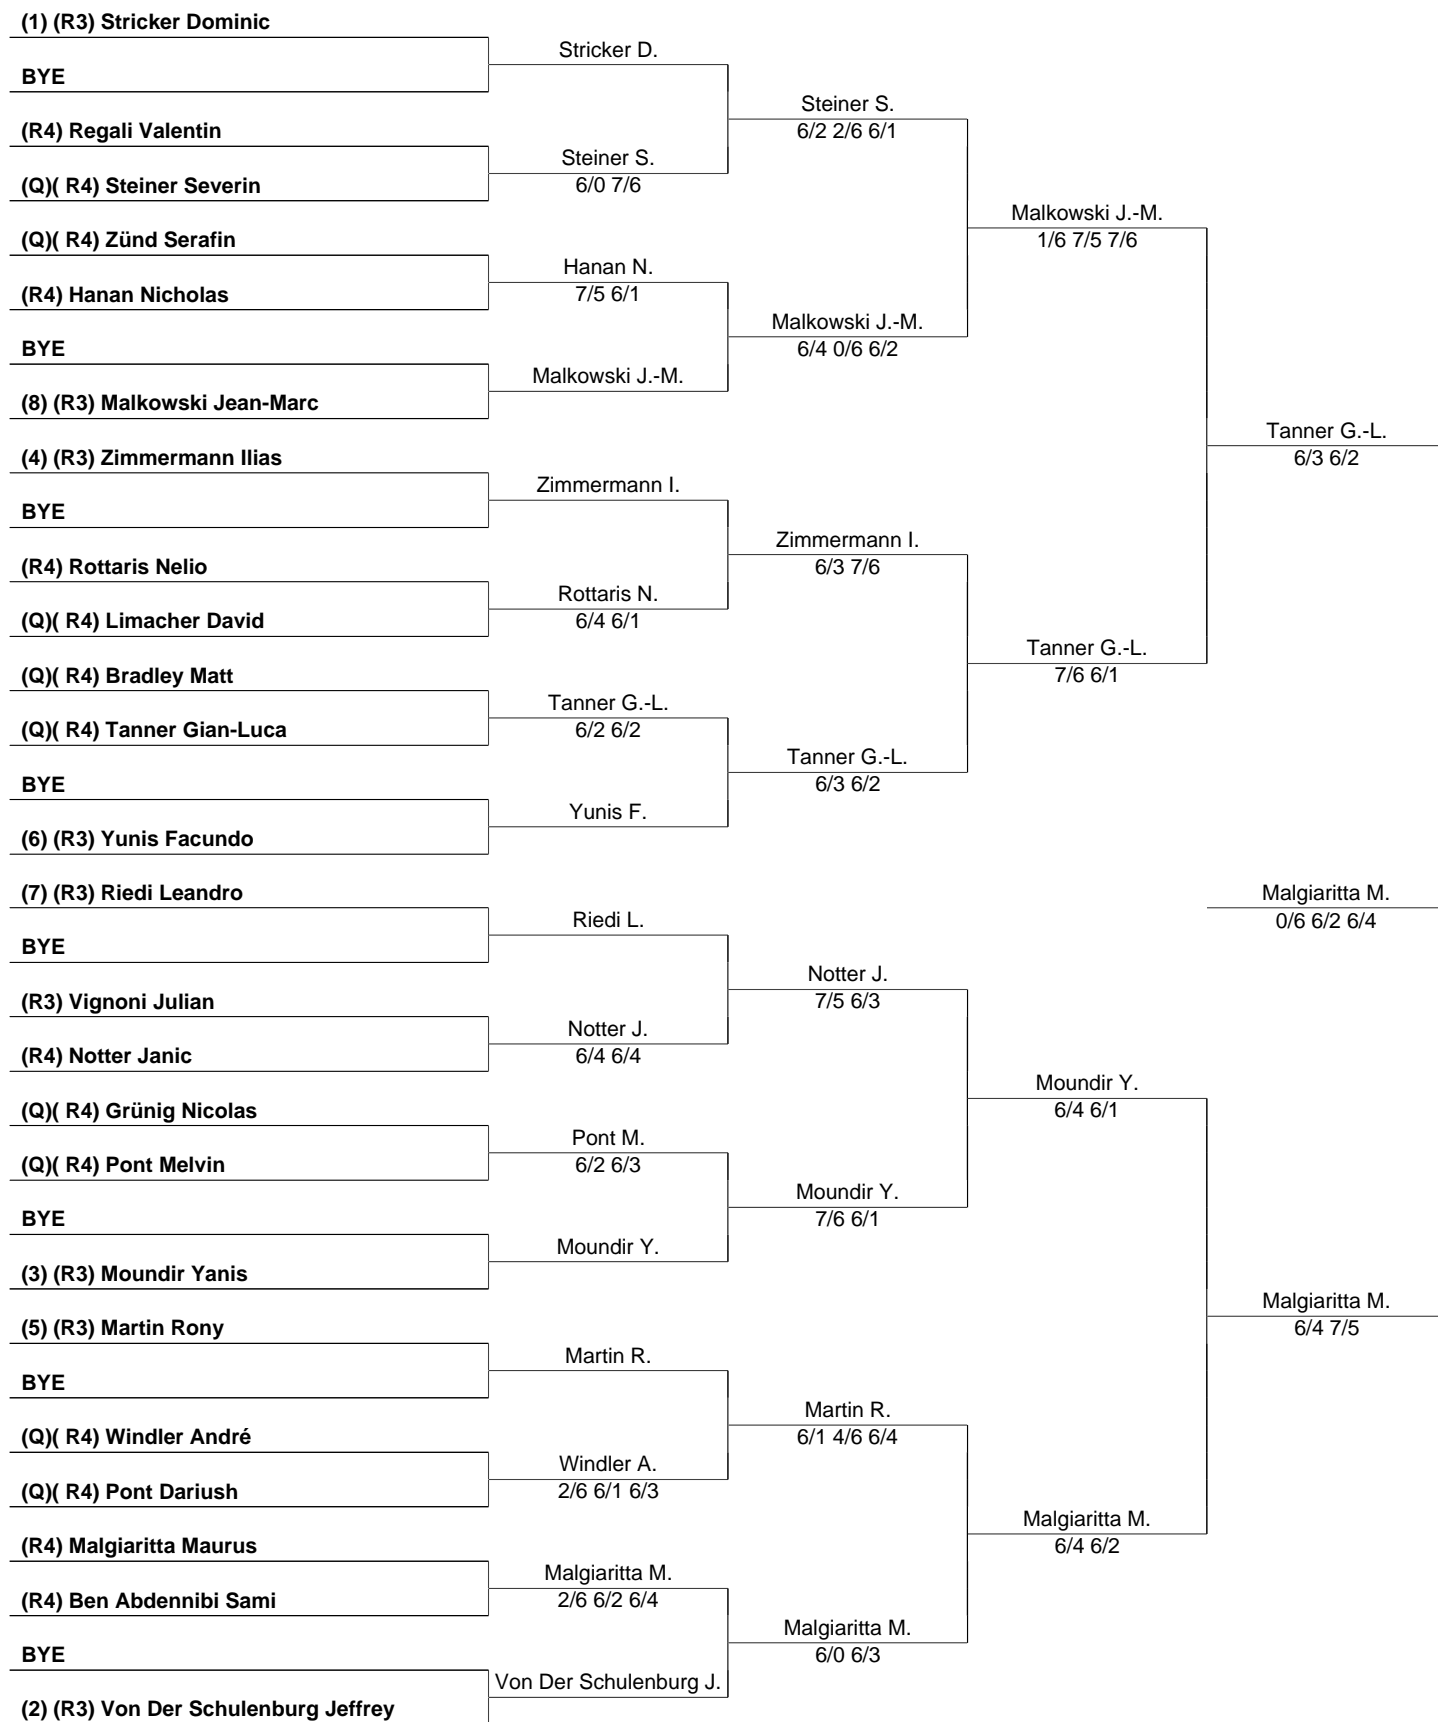 (1) (R3) Stricker Dominic
BYE
(R4) Regali Valentin
(Q)( R4) Steiner Severin
(Q)( R4) Zünd Serafin
(R4) Hanan Nicholas
BYE
(8) (R3) Malkowski Jean-Marc
(4) (R3) Zimmermann Ilias
BYE
(R4) Rottaris Nelio
(Q)( R4) Limacher David
(Q)( R4) Bradley Matt
(Q)( R4) Tanner Gian-Luca
BYE
(6) (R3) Yunis Facundo
(7) (R3) Riedi Leandro
BYE
(R3) Vignoni Julian
(R4) Notter Janic
(Q)( R4) Grünig Nicolas
(Q)( R4) Pont Melvin
BYE
(3) (R3) Moundir Yanis
(5) (R3) Martin Rony
BYE
(Q)( R4) Windler André
(Q)( R4) Pont Dariush
(R4) Malgiaritta Maurus
(R4) Ben Abdennibi Sami
BYE
(2) (R3) Von Der Schulenburg Jeffrey
Stricker D.
Steiner S.
6/0 7/6
Hanan N.
7/5 6/1
Malkowski J.-M.
Zimmermann I.
Rottaris N.
6/4 6/1
Tanner G.-L.
6/2 6/2
Yunis F.
Riedi L.
Notter J.
6/4 6/4
Pont M.
6/2 6/3
Moundir Y.
Martin R.
Windler A.
2/6 6/1 6/3
Malgiaritta M.
2/6 6/2 6/4
Von Der Schulenburg J.
Steiner S.
6/2 2/6 6/1
Malkowski J.-M.
6/4 0/6 6/2
Zimmermann I.
6/3 7/6
Tanner G.-L.
6/3 6/2
Notter J.
7/5 6/3
Moundir Y.
7/6 6/1
Martin R.
6/1 4/6 6/4
Malgiaritta M.
6/0 6/3
Malkowski J.-M.
1/6 7/5 7/6
Tanner G.-L.
7/6 6/1
Moundir Y.
6/4 6/1
Malgiaritta M.
6/4 6/2
Tanner G.-L.
6/3 6/2
Malgiaritta M.
0/6 6/2 6/4
Malgiaritta M.
6/4 7/5